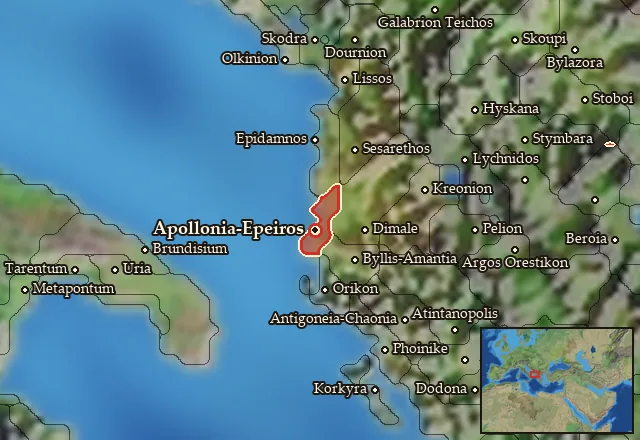 Galabrion Teichos
Skodra
Dournion
Skoupi
Olkinion
Bylazora
Lissos
Stoboi
Hyskana
Epidamnos
Stymbara
Sesarethos
Lychnidos
Kreonion
Apollonia-Epeiros
Dimale
Pelion
Beroia
Brundisium
Byllis-Amantia
Argos Orestikon
Tarentum
Uria
Metapontum
Orikon
Antigoneia-Chaonia
Atintanopolis
Phoinike
Korkyra
Dodona